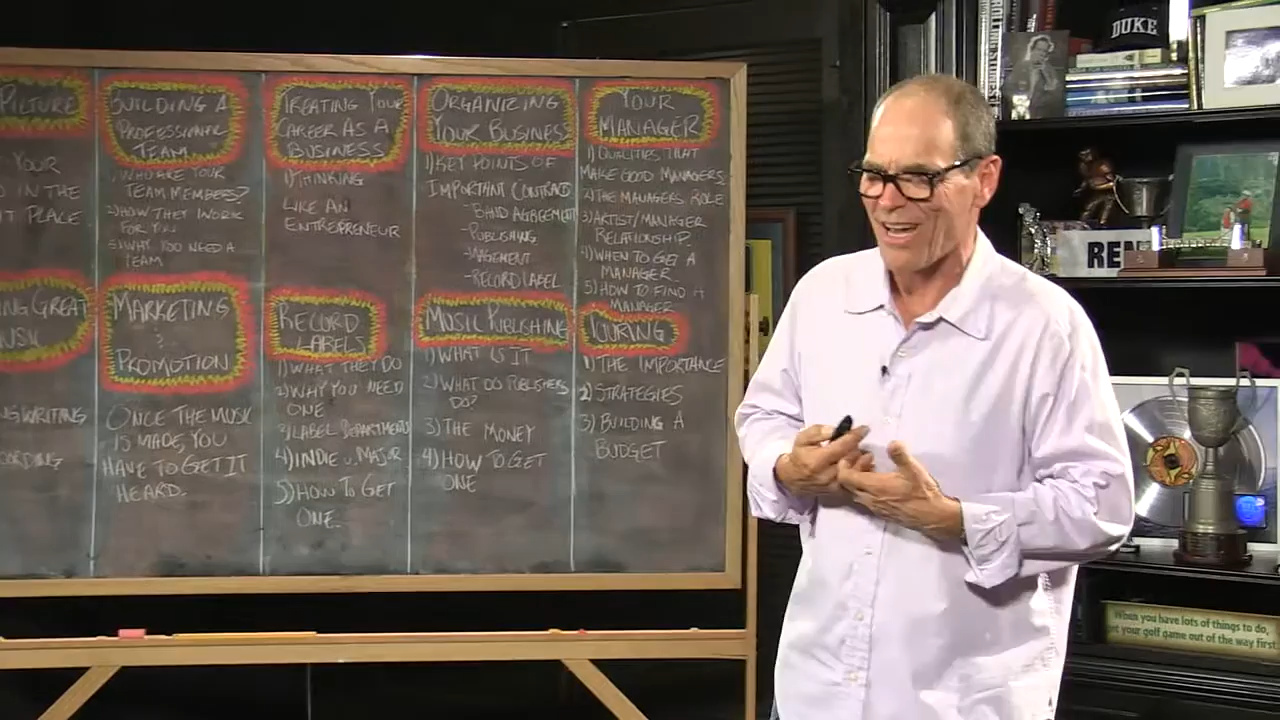 PICTURE
YOUR
IN THE
PLACE
BUILDING A
PROFESSIONAL
TEAM
1) WHO ARE YOUR
TEAM MEMBERS?
2) HOW THEY WORK
FOR YOU
3) WHY YOU NEED A
TEAM
TREATING YOUR
CAREER AS A
BUSINESS
1) THINKING
LIKE AN
ENTREPRENEUR
ORGANIZING
YOUR BUSINESS
1) KEY POINTS OF
IMPORTANT CONTRACTS
- BAND AGREEMENT
- PUBLISHING
- RECORD LABEL
YOUR
MANAGER
1) QUALITIES THAT
MAKE GOOD MANAGERS
2) THE MANAGERS ROLE
3) ARTIST/MANAGER
RELATIONSHIP
4) WHEN TO GET A
MANAGER
5) HOW TO FIND A
MANAGER
ING GREAT
USIC
NGWRITING
CORDING
MARKETING
&
PROMOTION
ONCE THE MUSIC
IS MADE, YOU
HAVE TO GET IT
HEARD.
RECORD
LABELS
1) WHAT THEY DO
2) WHY YOU NEED
ONE
3) LABEL DEPARTMENTS
4) INDIE v. MAJOR
5) HOW TO GET
ONE.
MUSIC PUBLISHING
1) WHAT IS IT
2) WHAT DO PUBLISHERS
DO?
3) THE MONEY
4) HOW TO GET
ONE
TOURING
1) THE IMPORTANCE
2) STRATEGIES
3) BUILDING A
BUDGET
DUKE
REN
When you have lots of things to do,
get your golf game out of the way first